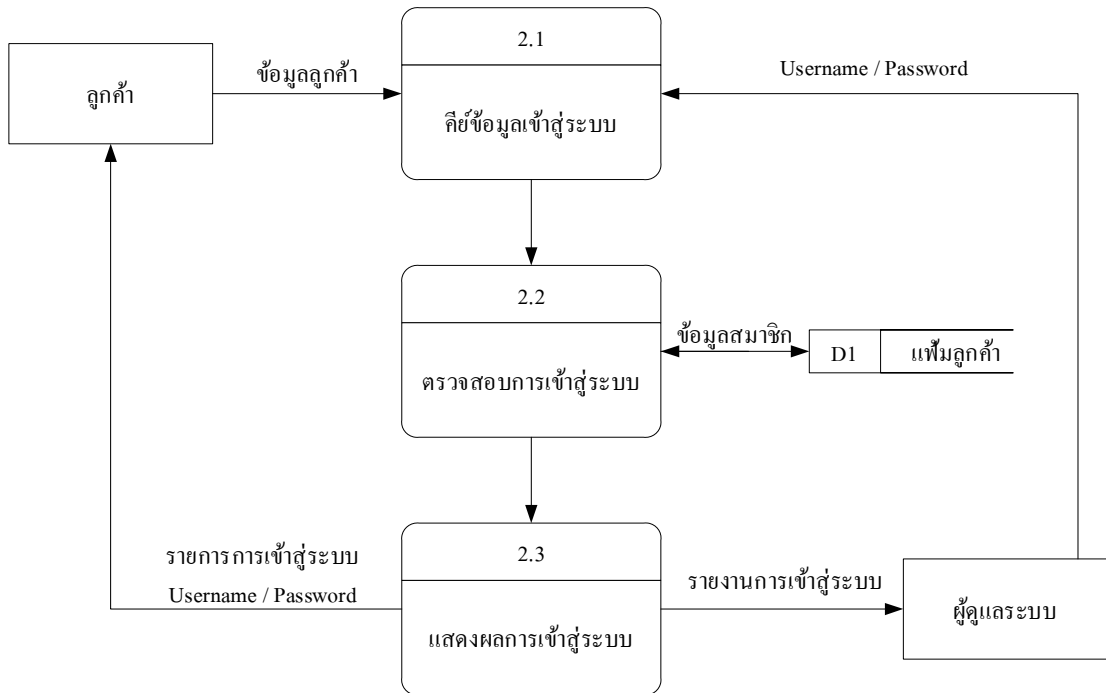 2.1
ลูกค้า
ข้อมูลลูกค้า
Username / Password
คีย์ข้อมูลเข้าสู่ระบบ
2.2
ข้อมูลสมาชิก
D1
แฟ้มลูกค้า
ตรวจสอบการเข้าสู่ระบบ
2.3
รายการการเข้าสู่ระบบ
Username / Password
รายงานการเข้าสู่ระบบ
ผู้ดูแลระบบ
แสดงผลการเข้าสู่ระบบ